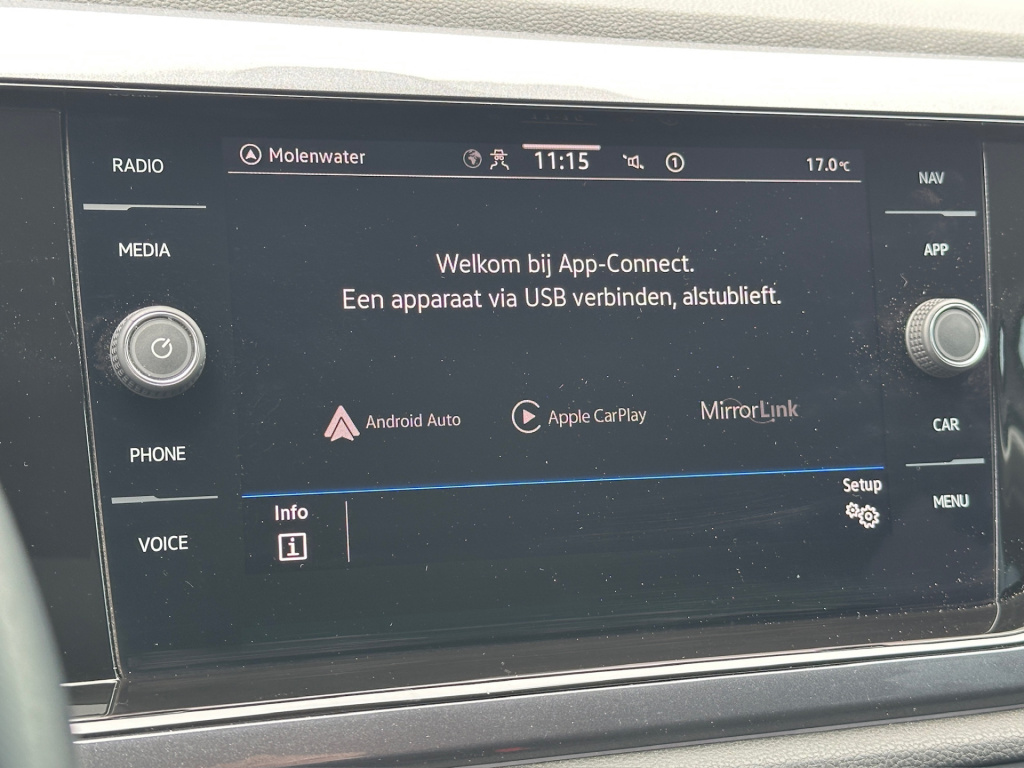 RADIO
MEDIA
PHONE
VOICE
Molenwater
11:15
1
17.0°C
Welkom bij App-Connect.
Een apparaat via USB verbinden, alstublieft.
Android Auto
Apple CarPlay
MirrorLink
Info
i
Setup
NAV
APP
CAR
MENU